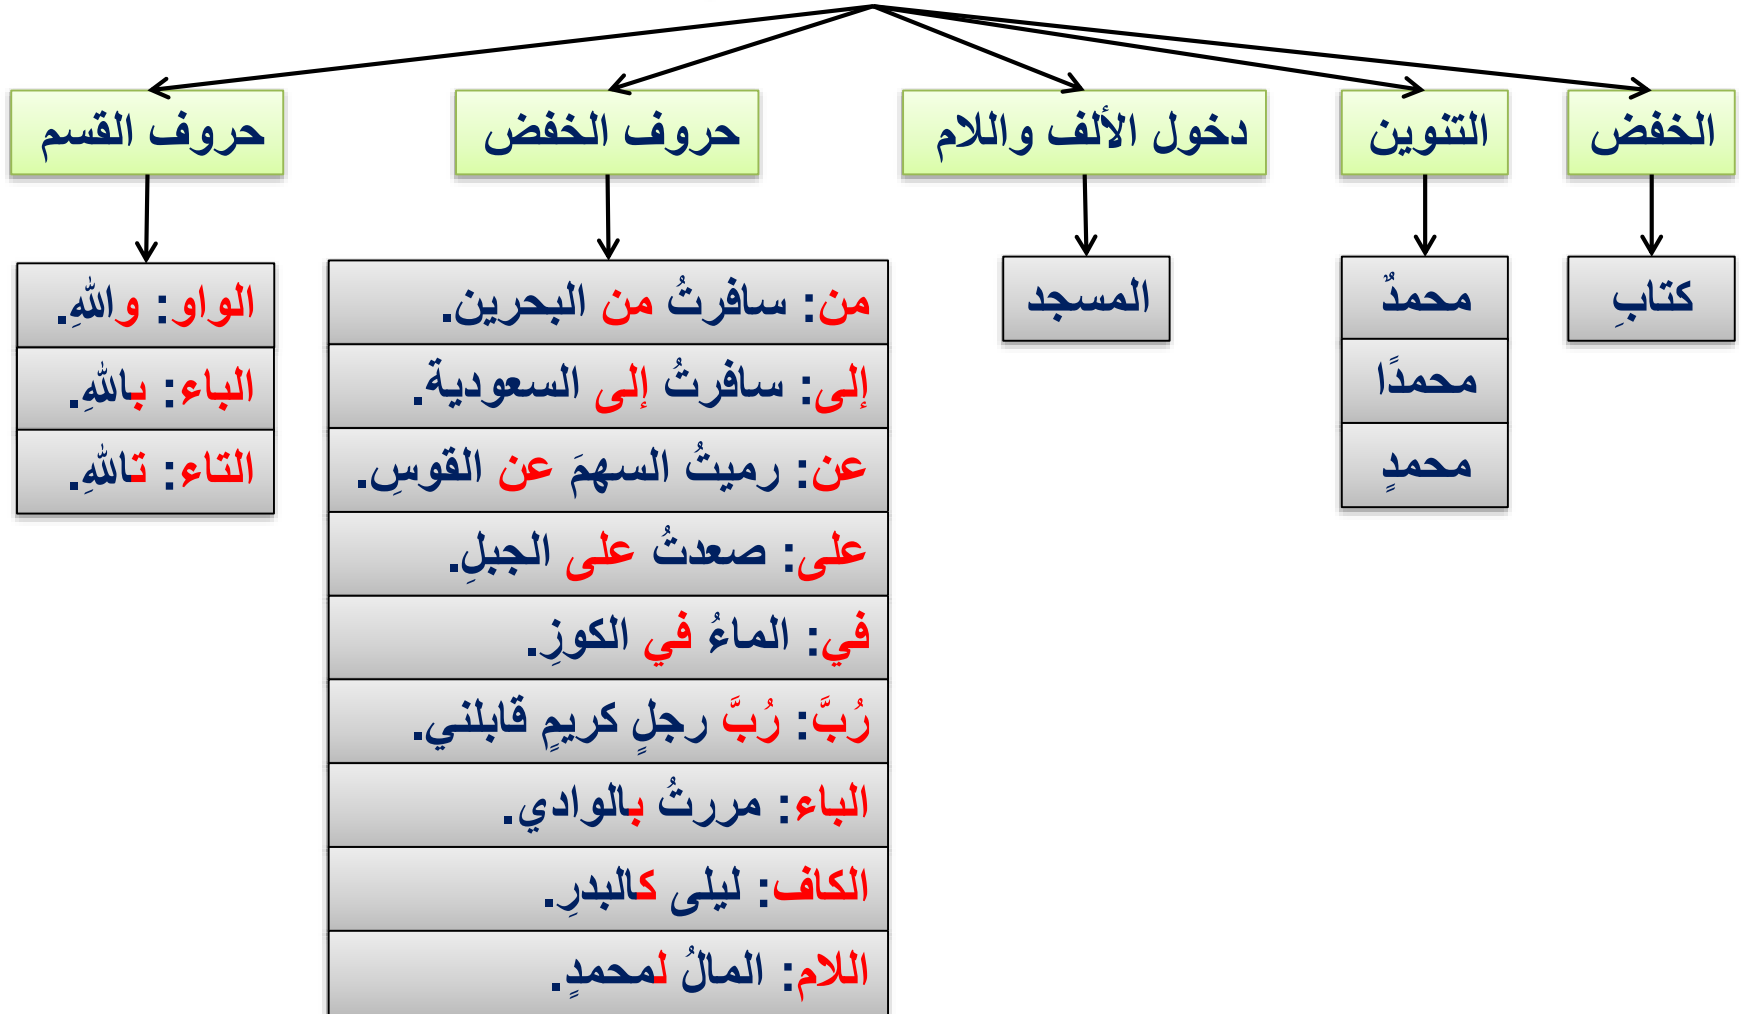 الخفض
كتابِ
التنوين
محمدٌ
محمدًا
محمدٍ
دخول الألف واللام
المسجد
حروف الخفض
من: سافرتُ من البحرين.
إلى: سافرتُ إلى السعودية.
عن: رميتُ السهمَ عن القوسِ.
على: صعدتُ على الجبلِ.
في: الماءُ في الكوزِ.
رُبَّ: رُبَّ رجلٍ كريمٍ قابلني.
الباء: مررتُ بالوادي.
الكاف: ليلى كالبدرِ.
اللام: المالُ لمحمدٍ.
حروف القسم
الواو: واللهِ.
الباء: باللهِ.
التاء: تاللهِ.